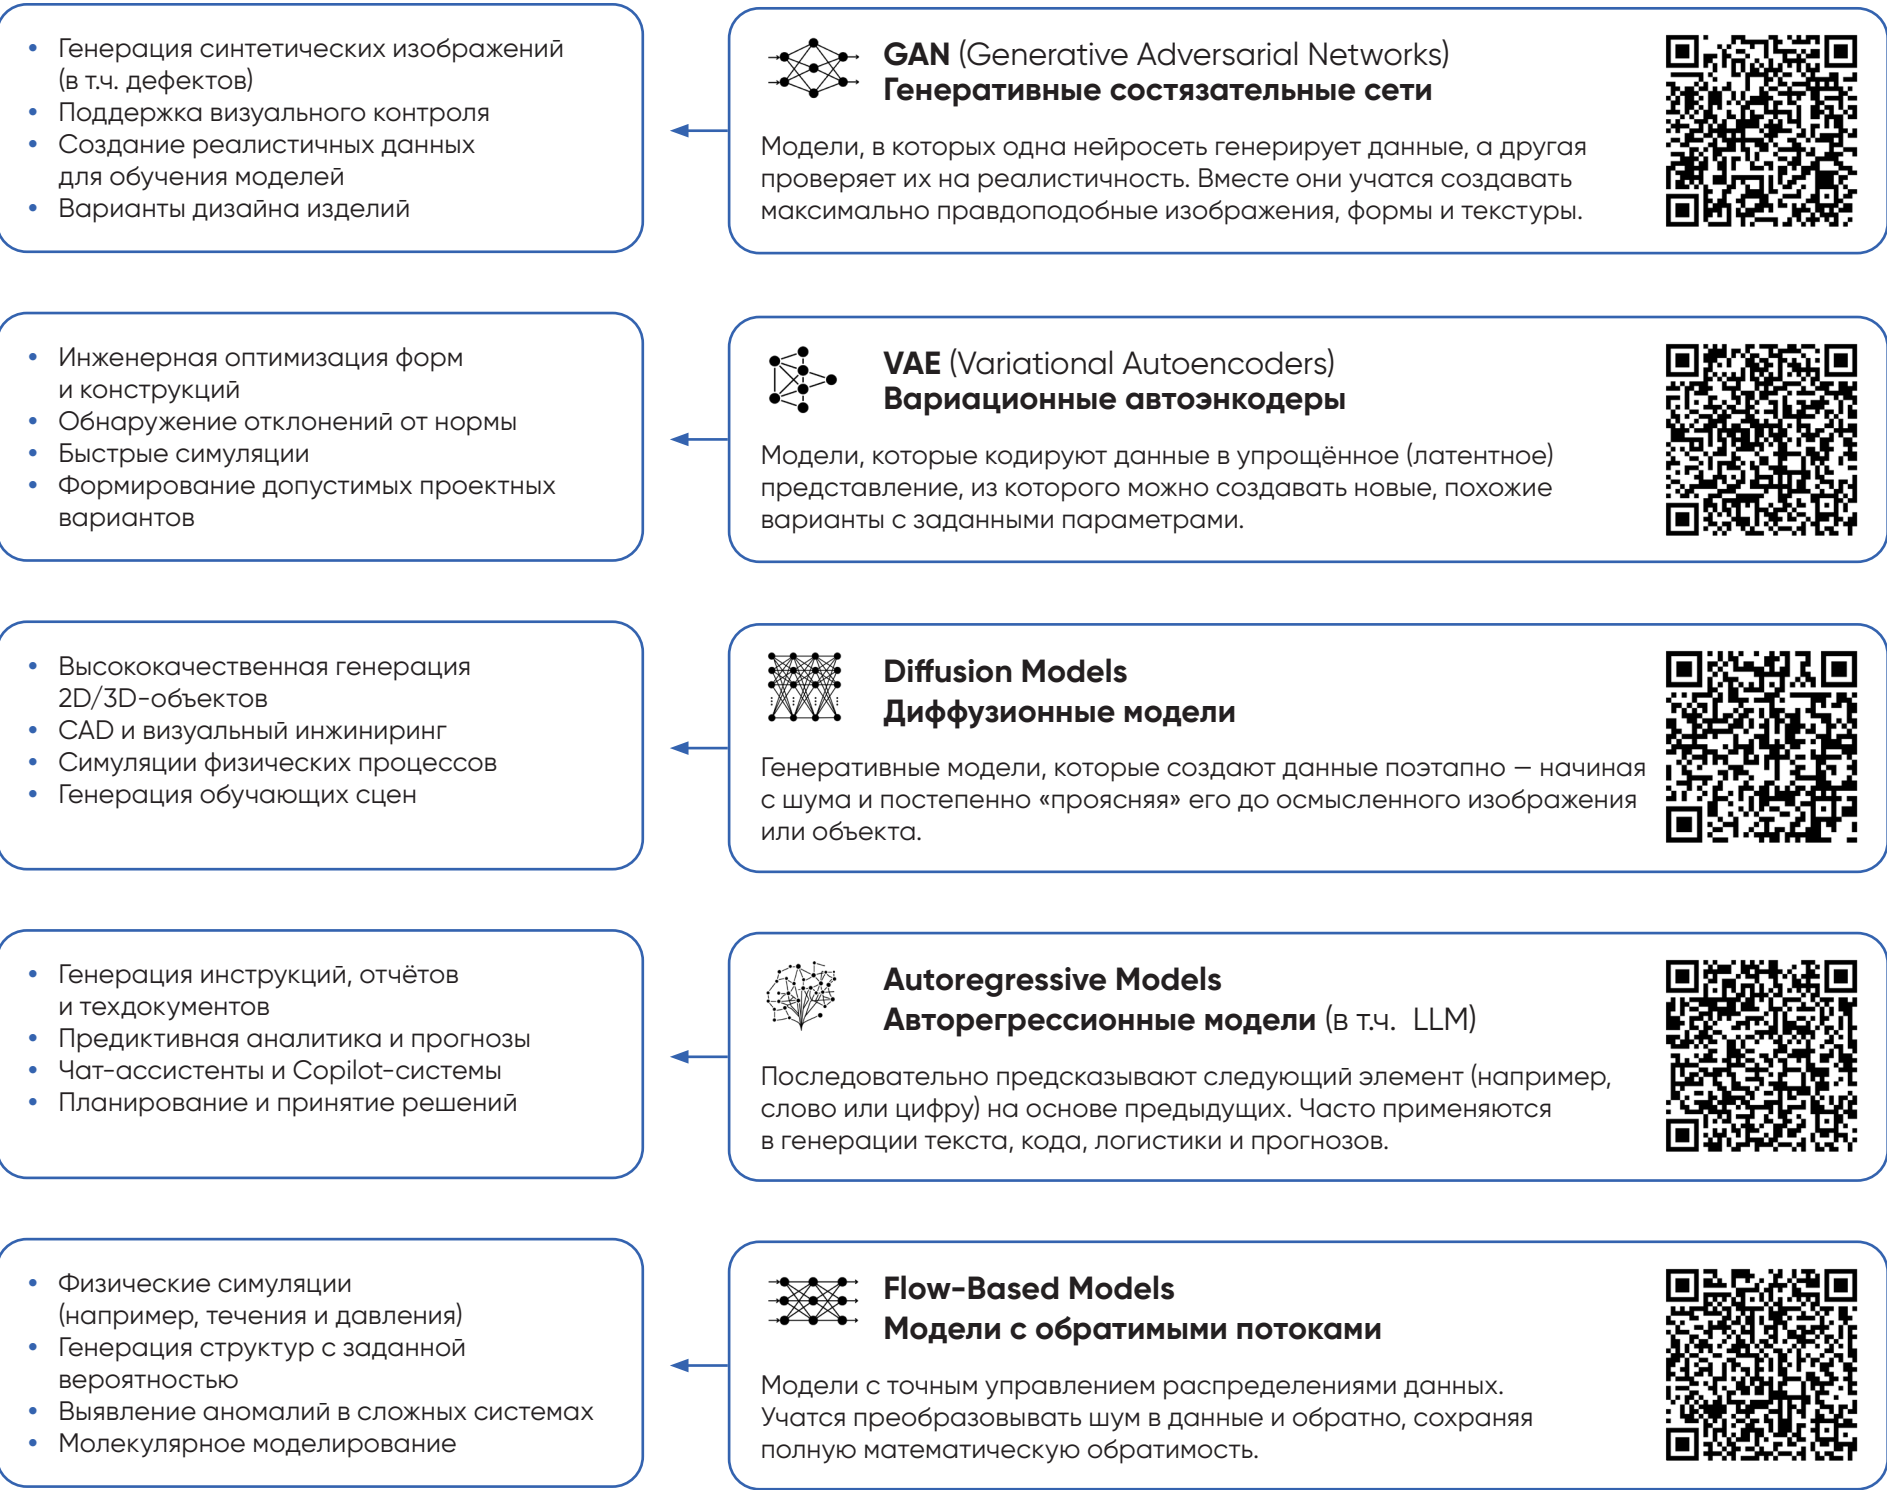 • Генерация синтетических изображений
(в т.ч. дефектов)
• Поддержка визуального контроля
• Создание реалистичных данных
для обучения моделей
• Варианты дизайна изделий
GAN (Generative Adversarial Networks)
Генеративные состязательные сети
Модели, в которых одна нейросеть генерирует данные, а другая
проверяет их на реалистичность. Вместе они учатся создавать
максимально правдоподобные изображения, формы и текстуры.
• Инженерная оптимизация форм
и конструкций
• Обнаружение отклонений от нормы
• Быстрые симуляции
• Формирование допустимых проектных
вариантов
VAE (Variational Autoencoders)
Вариационные автоэнкодеры
Модели, которые кодируют данные в упрощённое (латентное)
представление, из которого можно создавать новые, похожие
варианты с заданными параметрами.
• Высококачественная генерация
2D/3D-объектов
• CAD и визуальный инжиниринг
• Симуляции физических процессов
• Генерация обучающих сцен
Diffusion Models
Диффузионные модели
Генеративные модели, которые создают данные поэтапно — начиная
с шума и постепенно «проясняя» его до осмысленного изображения
или объекта.
• Генерация инструкций, отчётов
и техдокументов
• Предиктивная аналитика и прогнозы
• Чат-ассистенты и Copilot-системы
• Планирование и принятие решений
Autoregressive Models
Авторегрессионные модели (в т.ч. LLM)
Последовательно предсказывают следующий элемент (например,
слово или цифру) на основе предыдущих. Часто применяются
в генерации текста, кода, логистики и прогнозов.
• Физические симуляции
(например, течения и давления)
• Генерация структур с заданной
вероятностью
• Выявление аномалий в сложных системах
• Молекулярное моделирование
Flow-Based Models
Модели с обратимыми потоками
Модели с точным управлением распределениями данных.
Учатся преобразовывать шум в данные и обратно, сохраняя
полную математическую обратимость.